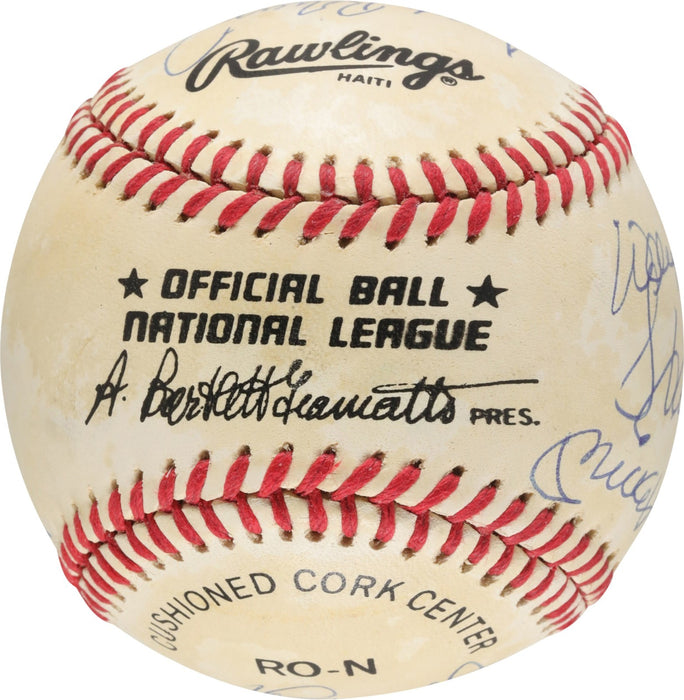 Rawlings ®
HAITI
★ OFFICIAL BALL ★
NATIONAL LEAGUE
A. Bartlett Giamatti PRES.
CUSHIONED CORK CENTER
RO-N